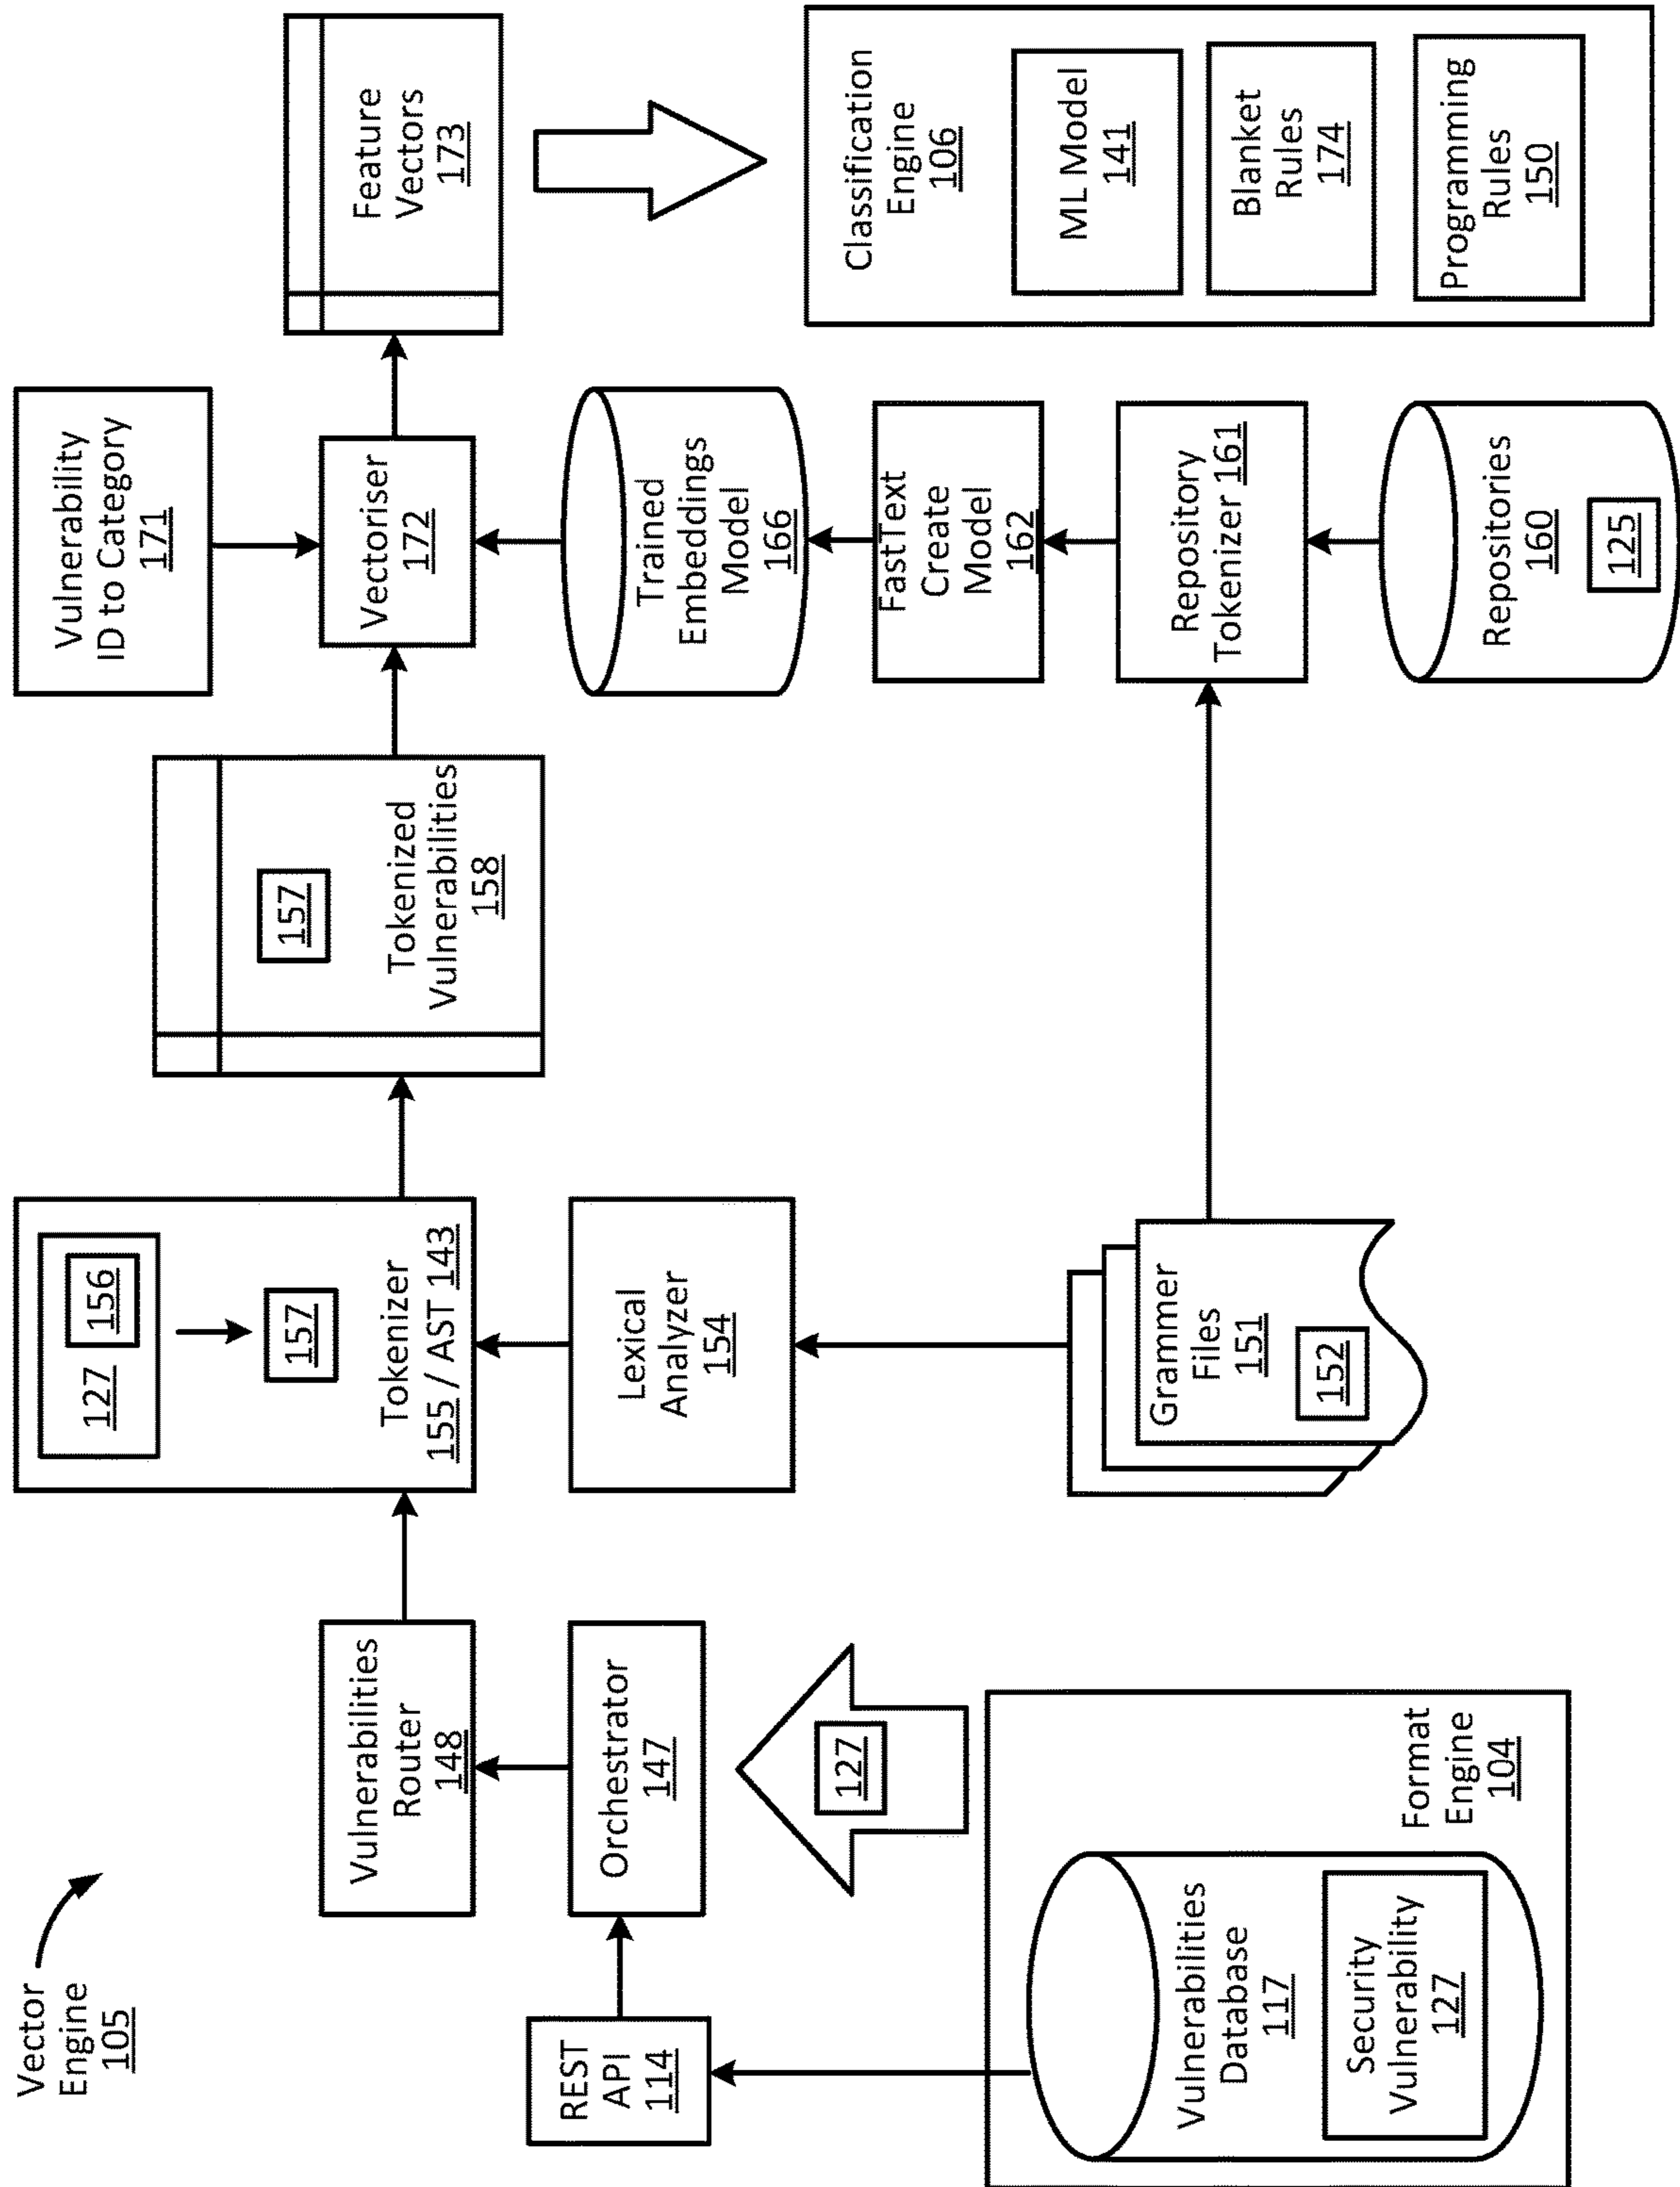 Vector
Engine
105
REST
API
114
Vulnerabilities
Router
148
Orchestrator
147
127
Vulnerabilities
Database
117
Security
Vulnerability
127
Format
Engine
104
127
156
157
Tokenizer
155 / AST 143
Lexical
Analyzer
154
Grammer
Files
151
152
157
Tokenized
Vulnerabilities
158
Vulnerability
ID to Category
171
Vectoriser
172
Trained
Embeddings
Model
166
FastText
Create
Model
162
Repository
Tokenizer 161
Repositories
160
125
Feature
Vectors
173
Classification
Engine
106
ML Model
141
Blanket
Rules
174
Programming
Rules
150